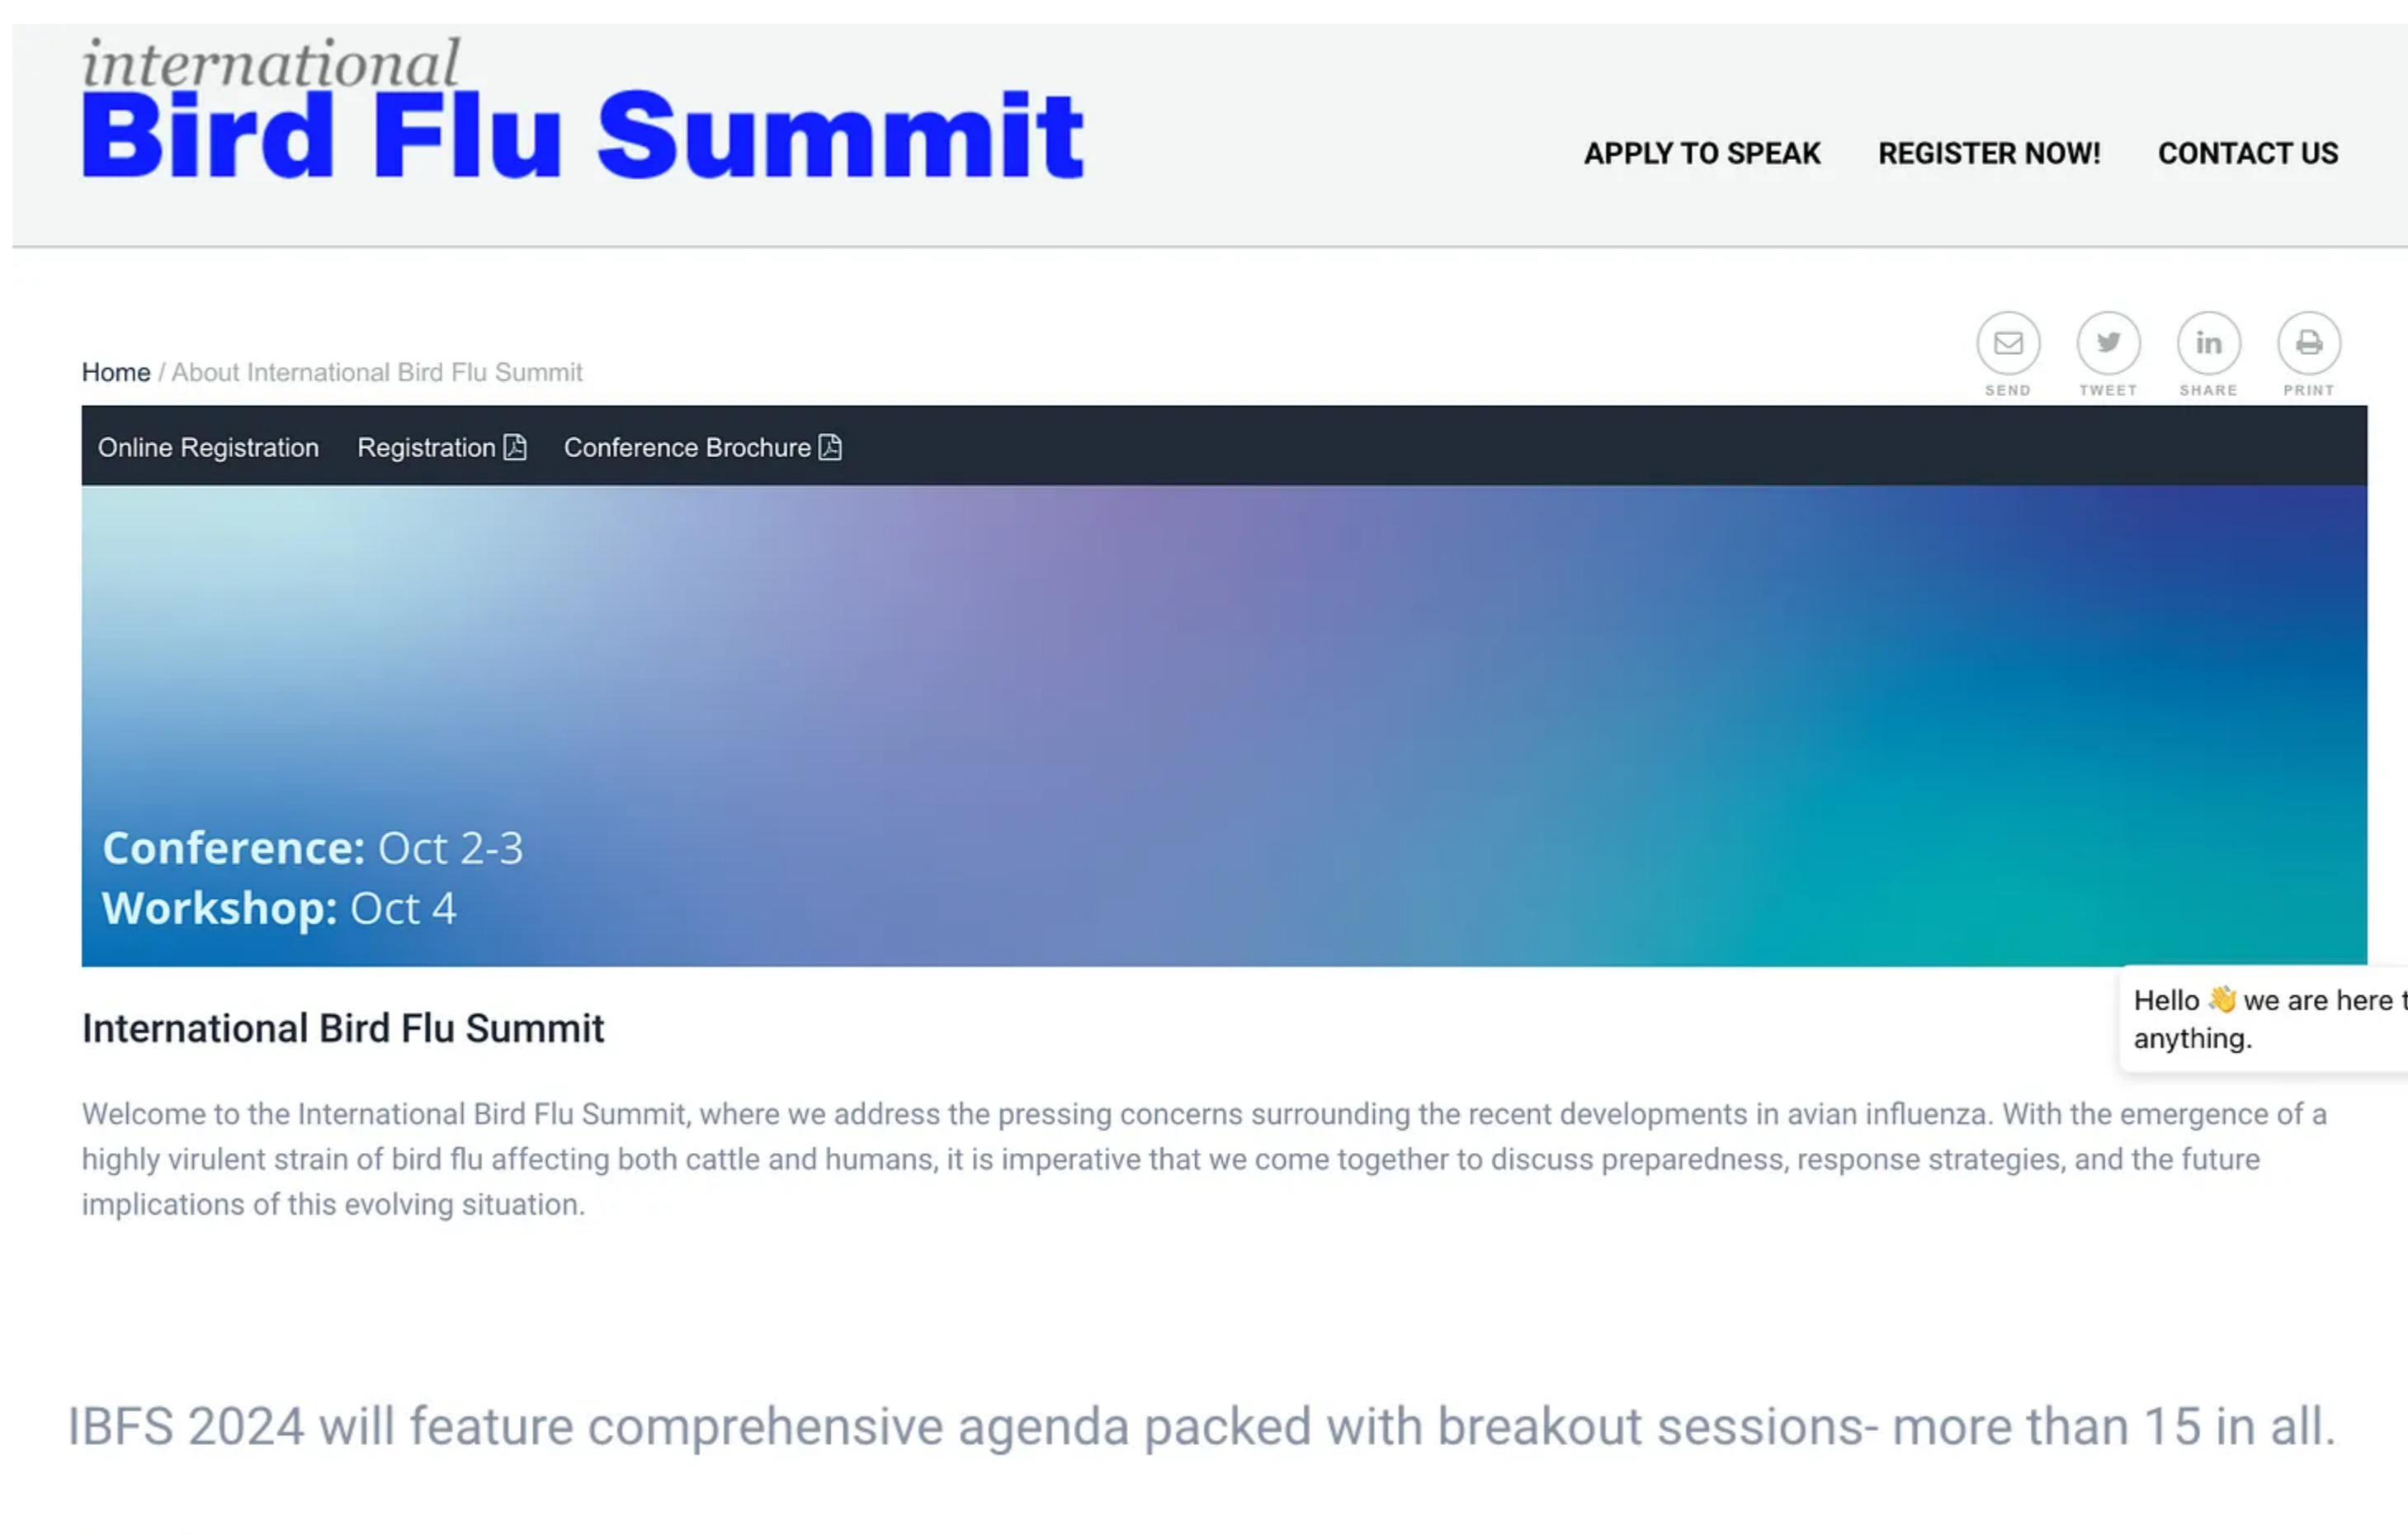 international
Bird Flu Summit
APPLY TO SPEAK REGISTER NOW! CONTACT US
SEND TWEET SHARE PRINT
Home / About International Bird Flu Summit
Online Registration Registration Conference Brochure
Conference: Oct 2-3
Workshop: Oct 4
International Bird Flu Summit
Hello 👋 we are here t
anything.
Welcome to the International Bird Flu Summit, where we address the pressing concerns surrounding the recent developments in avian influenza. With the emergence of a
highly virulent strain of bird flu affecting both cattle and humans, it is imperative that we come together to discuss preparedness, response strategies, and the future
implications of this evolving situation.
IBFS 2024 will feature comprehensive agenda packed with breakout sessions- more than 15 in all.